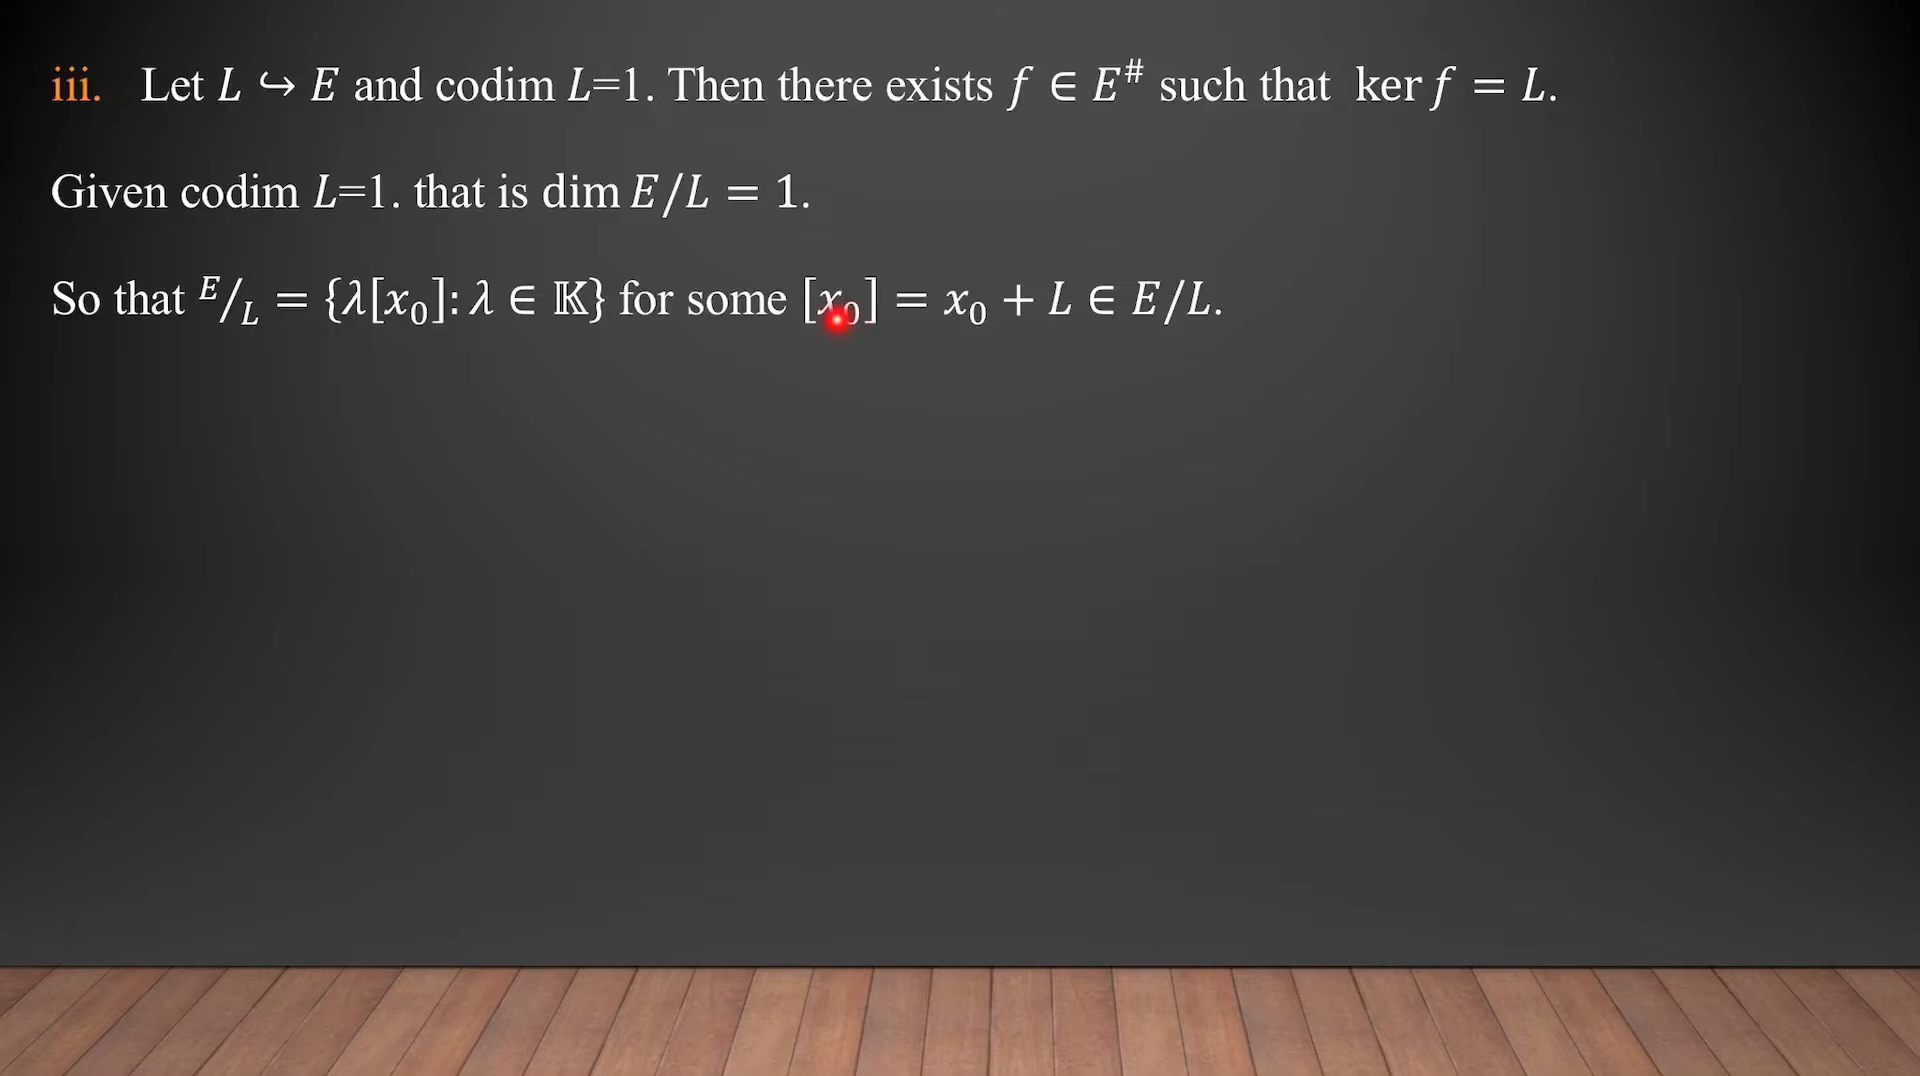 iii. Let 𝐿 ↪ 𝐸 and codim 𝐿=1. Then there exists 𝑓 ∈ 𝐸^# such that ker 𝑓 = 𝐿.
Given codim 𝐿=1. that is dim 𝐸/𝐿 = 1.
So that 𝐸/𝐿 = {𝜆[𝑥₀]: 𝜆 ∈ 𝕂} for some [𝑥₀] = 𝑥₀ + 𝐿 ∈ 𝐸/𝐿.